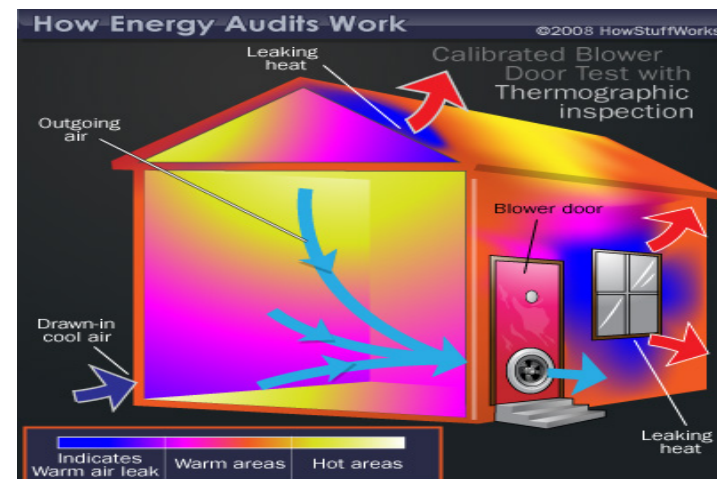 How Energy Audits Work
©2008 HowStuffWorks
Leaking
heat
Calibrated Blower
Door Test with
Thermographic
inspection
Outgoing
air
Blower door
Drawn-in
cool air
Leaking
heat
Indicates
Warm air leak
Warm areas
Hot areas